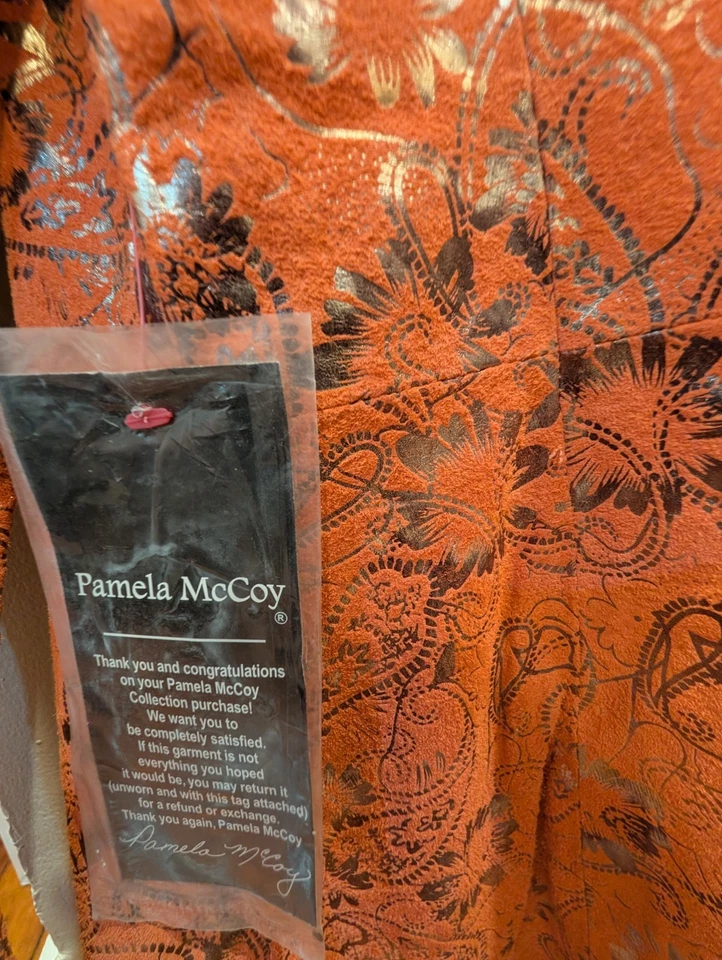 Pamela McCoy
®
Thank you and congratulations
on your Pamela McCoy
Collection purchase!
We want you to
be completely satisfied.
If this garment is not
everything you hoped
it would be, you may return it
(unworn and with this tag attached)
for a refund or exchange.
Thank you again, Pamela McCoy
Pamela McCoy